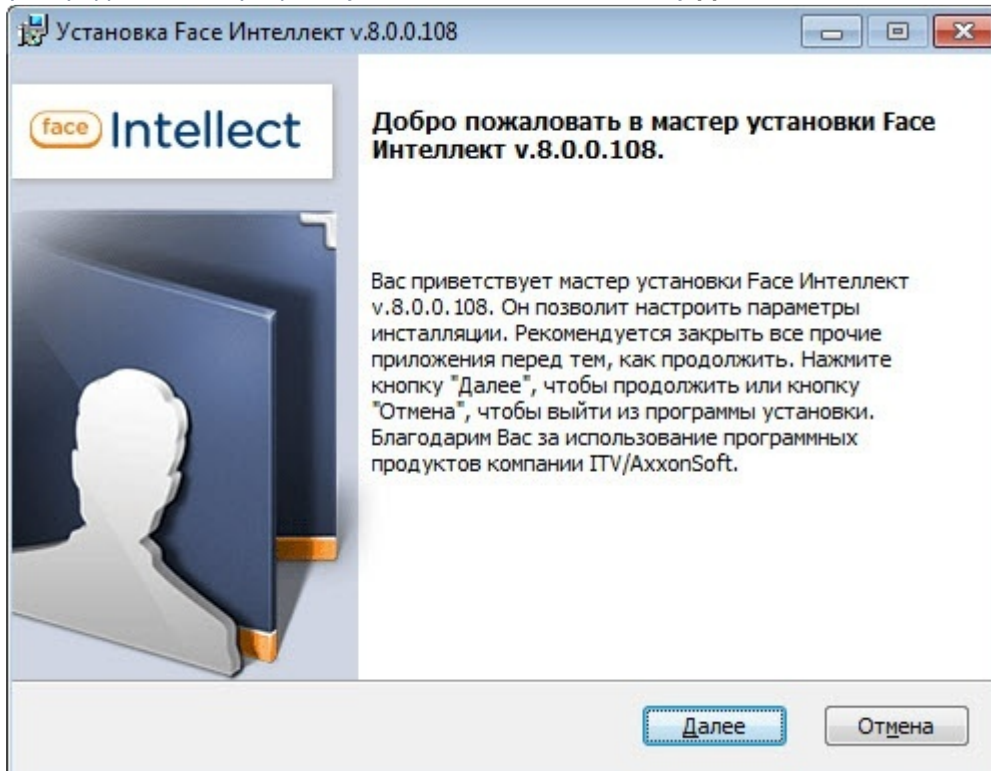 Установка Face Интеллект v.8.0.0.108
face Intellect
Добро пожаловать в мастер установки Face
Интеллект v.8.0.0.108.
Вас приветствует мастер установки Face Интеллект
v.8.0.0.108. Он позволит настроить параметры
инсталляции. Рекомендуется закрыть все прочие
приложения перед тем, как продолжить. Нажмите
кнопку "Далее", чтобы продолжить или кнопку
"Отмена", чтобы выйти из программы установки.
Благодарим Вас за использование программных
продуктов компании ITV/AxxonSoft.
Далее
Отмена